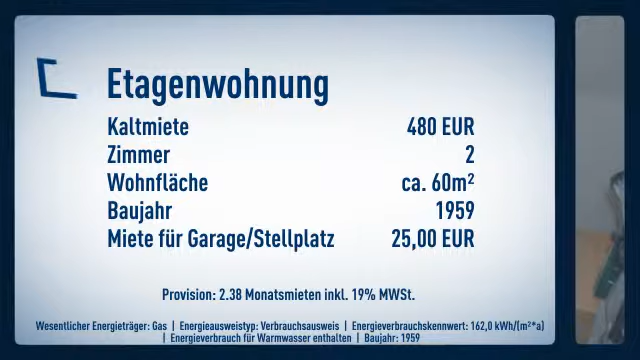 Etagenwohnung
Kaltmiete 480 EUR
Zimmer 2
Wohnfläche ca. 60m²
Baujahr 1959
Miete für Garage/Stellplatz 25,00 EUR
Provision: 2.38 Monatsmieten inkl. 19% MWSt.
Wesentlicher Energieträger: Gas | Energieausweistyp: Verbrauchsausweis | Energieverbrauchskennwert: 162,0 kWh/(m²*a)
| Energieverbrauch für Warmwasser enthalten | Baujahr: 1959